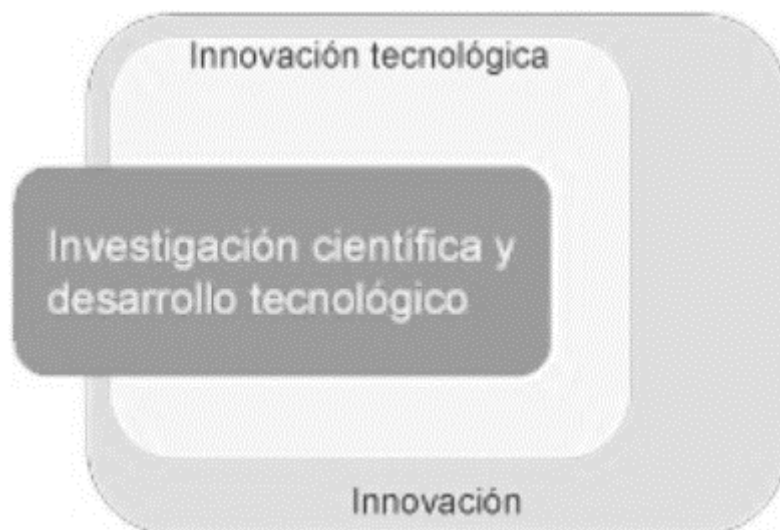 Innovación tecnológica
Investigación científica y
desarrollo tecnológico
Innovación